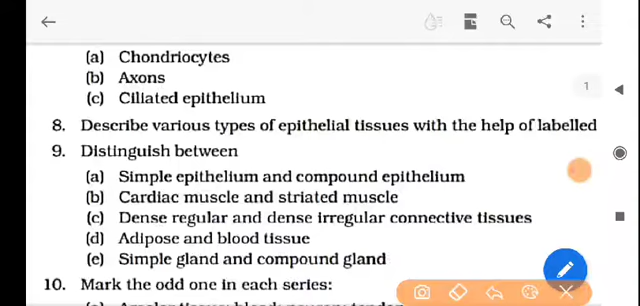 (a) Chondriocytes
(b) Axons
(c) Ciliated epithelium
1
8. Describe various types of epithelial tissues with the help of labelled
9. Distinguish between
(a) Simple epithelium and compound epithelium
(b) Cardiac muscle and striated muscle
(c) Dense regular and dense irregular connective tissues
(d) Adipose and blood tissue
(e) Simple gland and compound gland
10. Mark the odd one in each series: